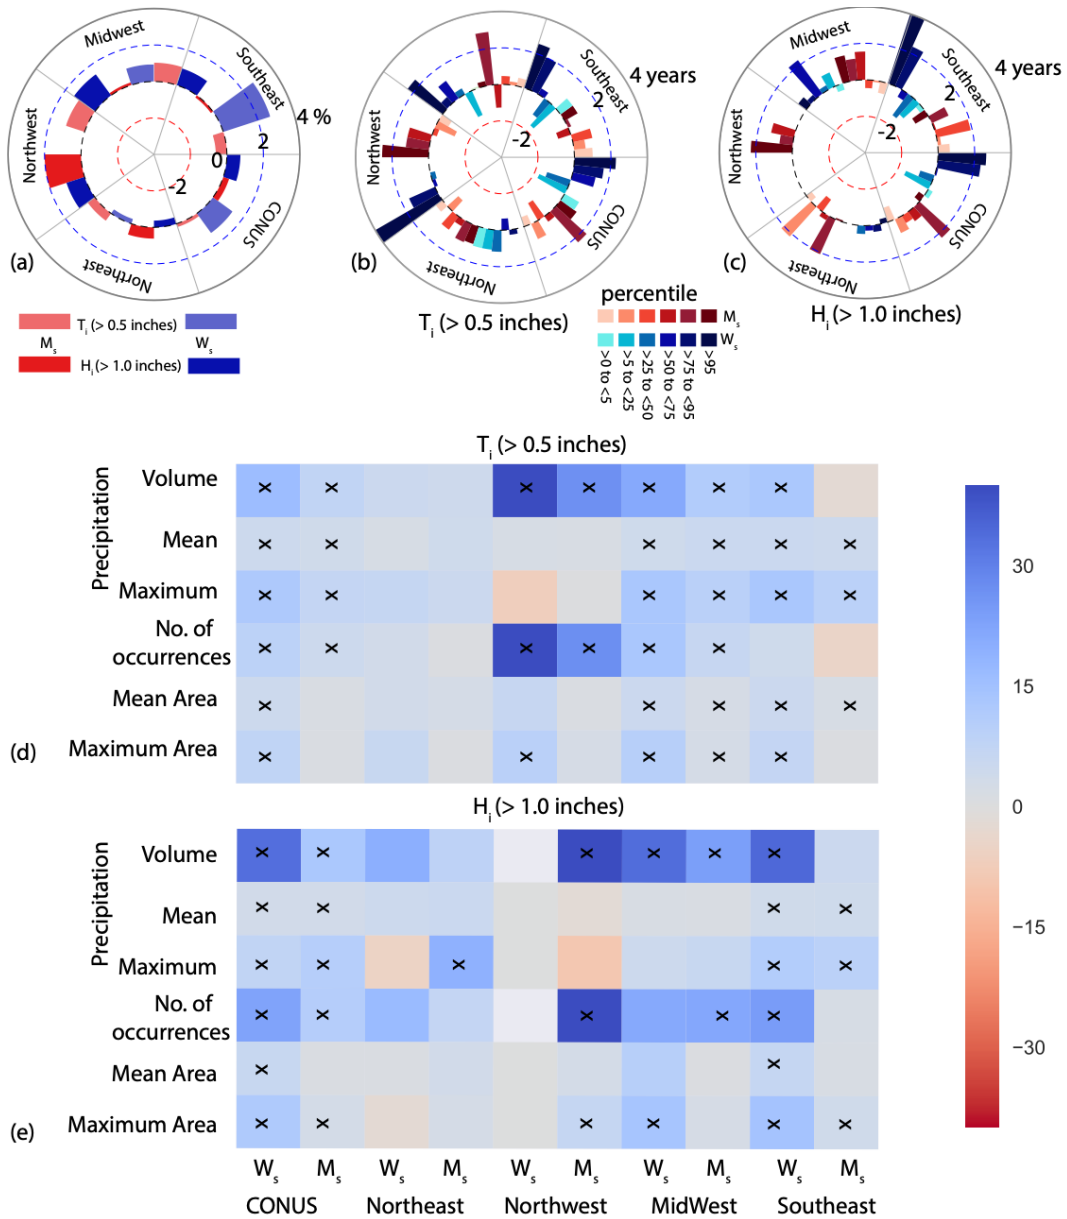 Midwest
Southeast
Northwest
Northeast
CONUS
4 %
2
0
-2
(a)
4 years
2
-2
Southeast
Northwest
Northeast
CONUS
(b)
Midwest
Southeast
Northwest
Northeast
CONUS
4 years
2
-2
(c)
Ti (> 0.5 inches)
Ms
Ws
Hi (> 1.0 inches)
Ti (> 0.5 inches)
percentile
Ms
Ws
>0 to <5
>5 to <25
>25 to <50
>50 to <75
>75 to <95
>95
Hi (> 1.0 inches)
Ti (> 0.5 inches)
Precipitation
Volume
Mean
Maximum
No. of
occurrences
Mean Area
Maximum Area
(d)
x x x x x x x
x x x x x x
x x x x x x
x x x x x x
x x x x x
x x x x x
Hi (> 1.0 inches)
Precipitation
Volume
Mean
Maximum
No. of
occurrences
Mean Area
Maximum Area
(e)
x x x x x x
x x x x
x x x x x
x x x x x
x x
x x x x x x
30
15
0
−15
−30
Ws Ms Ws Ms Ws Ms Ws Ms Ws Ms
CONUS Northeast Northwest MidWest Southeast